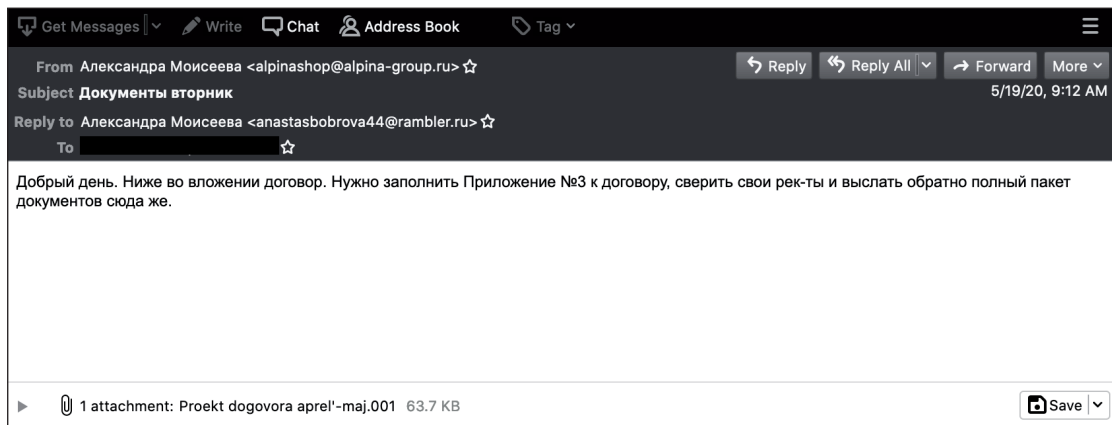 Get Messages Write Chat Address Book Tag
From Александра Моисеева <alpinashop@alpina-group.ru> Reply Reply All Forward More
Subject Документы вторник 5/19/20, 9:12 AM
Reply to Александра Моисеева <anastasbobrova44@rambler.ru>
To
Добрый день. Ниже во вложении договор. Нужно заполнить Приложение №3 к договору, сверить свои рек-ты и выслать обратно полный пакет
документов сюда же.
1 attachment: Proekt dogovora aprel'-maj.001 63.7 KB Save